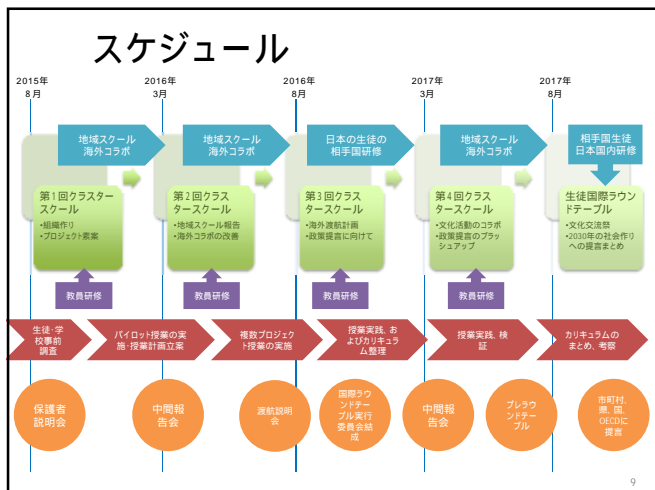 スケジュール
2015年
8月
2016年
3月
2016年
8月
2017年
3月
2017年
8月
地域スクール
海外コラボ
地域スクール
海外コラボ
日本の生徒の
相手国研修
地域スクール
海外コラボ
相手国生徒
日本国内研修
第1回クラスター
スクール
•組織作り
•プロジェクト素案
第2回クラス
タースクール
•地域スクール報告
•海外コラボの改善
第3回クラス
タースクール
•海外渡航計画
•政策提言に向けて
第4回クラス
タースクール
•文化活動のコラボ
•政策提言のブラッ
シュアップ
生徒国際ラウン
ドテーブル
•文化交流祭
•2030年の社会作り
への提言まとめ
教員研修
教員研修
教員研修
教員研修
生徒・学
校事前
調査
パイロット授業の実
施・授業計画立案
複数プロジェク
ト授業の実施
授業実践、お
よびカリキュラ
ム整理
授業実践、検
証
カリキュラムの
まとめ、考察
保護者
説明会
中間報
告会
渡航説明
会
国際ラウ
ンドテー
ブル実行
委員会結
成
中間報
告会
プレラウ
ンドテー
ブル
市町村、
県、国、
OECDに
提言
9